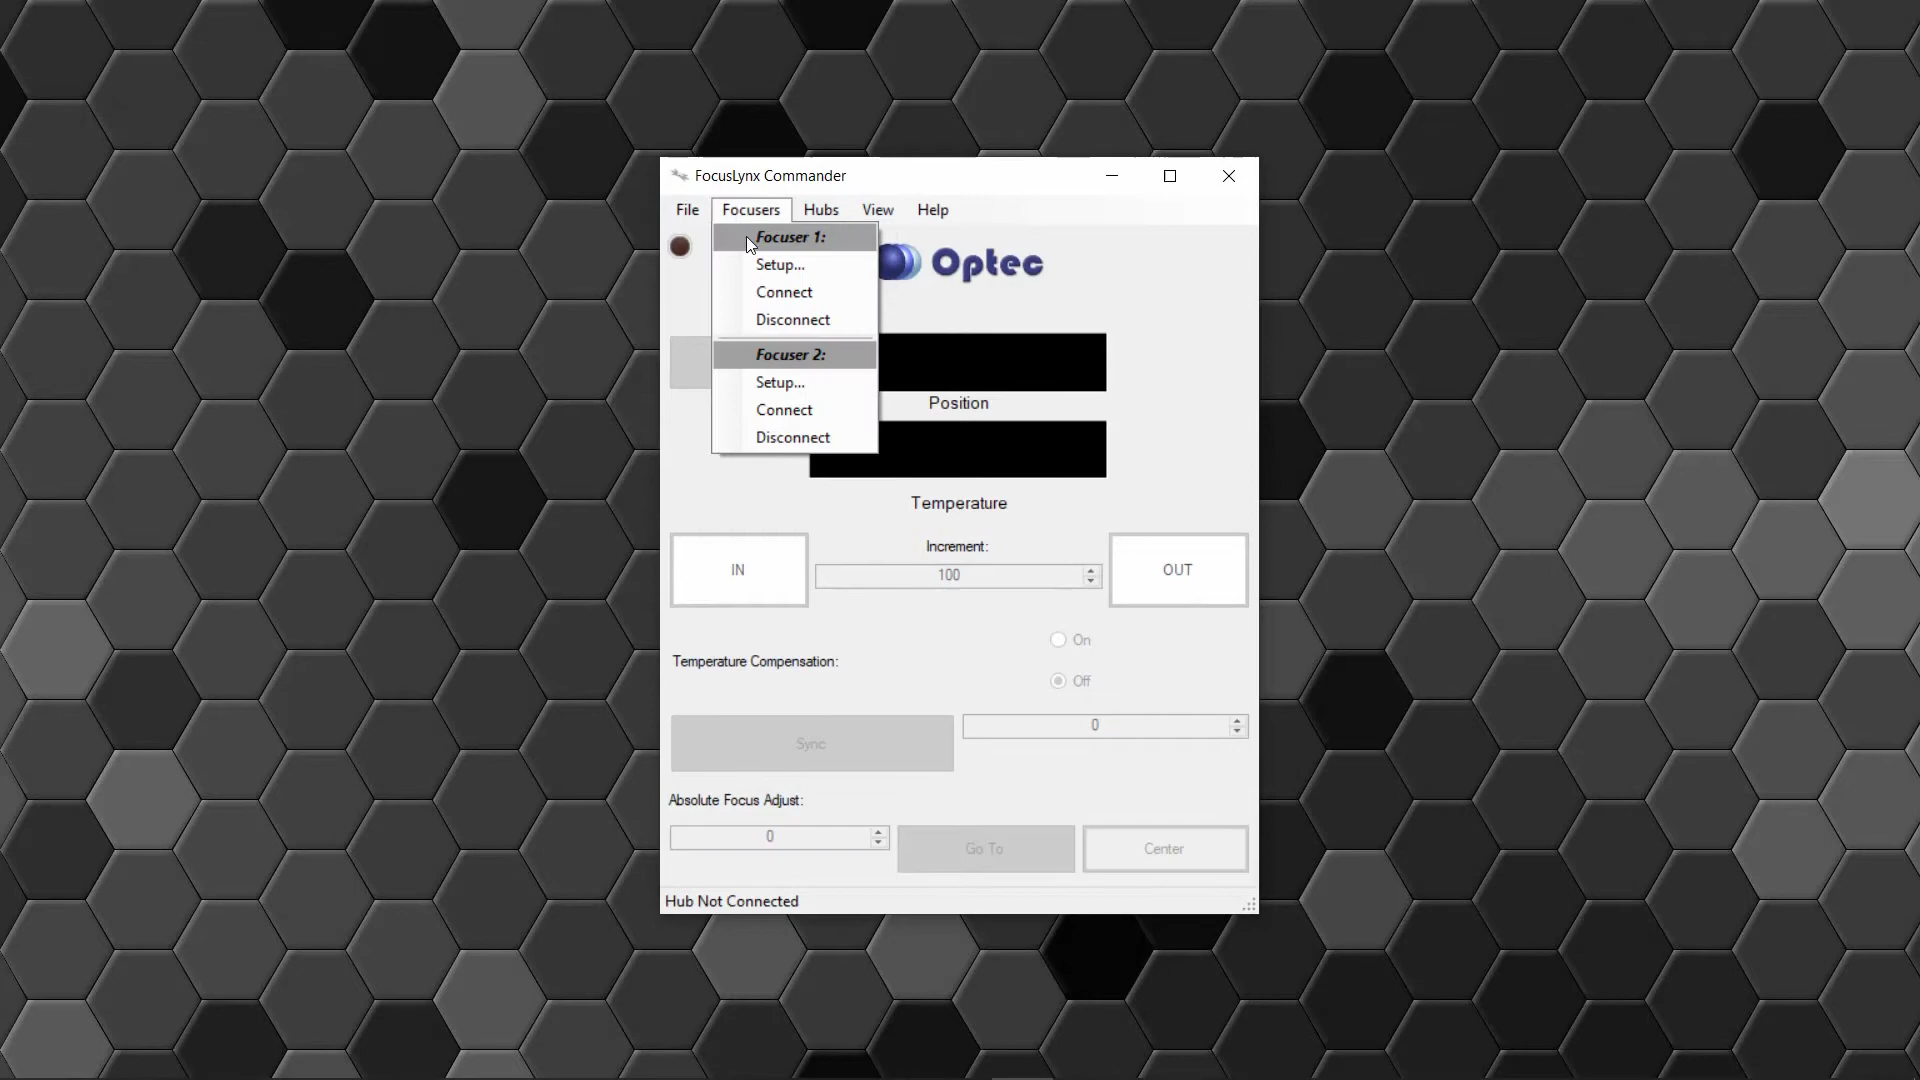 FocusLynx Commander
File Focusers Hubs View Help
Focuser 1:
Setup...
Connect
Disconnect
Focuser 2:
Setup...
Connect
Disconnect
Optec
Position
Temperature
IN
Increment:
100
OUT
Temperature Compensation:
On
Off
Sync
0
Absolute Focus Adjust:
0
Go To
Center
Hub Not Connected